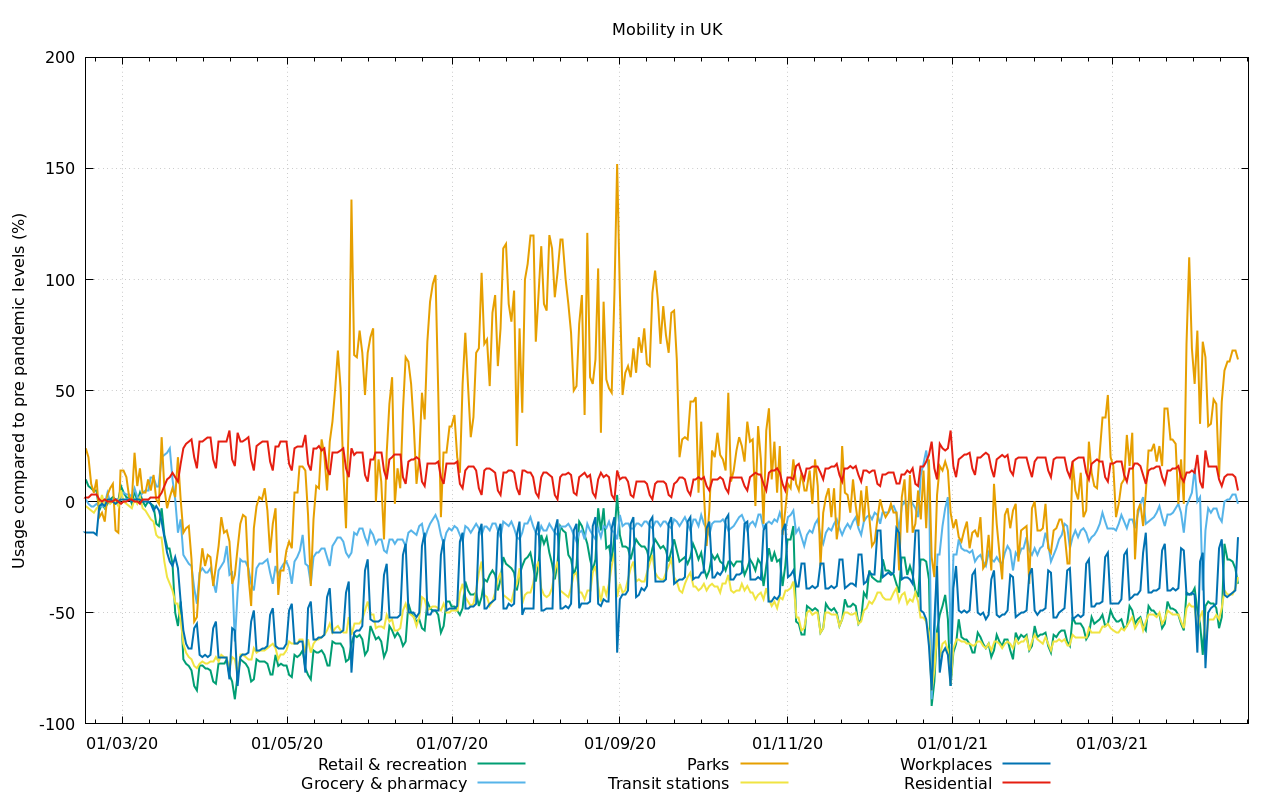 Mobility in UK
Usage compared to pre pandemic levels (%)
200
150
100
50
0
-50
-100
01/03/20 01/05/20 01/07/20 01/09/20 01/11/20 01/01/21 01/03/21
Retail & recreation Parks Workplaces
Grocery & pharmacy Transit stations Residential